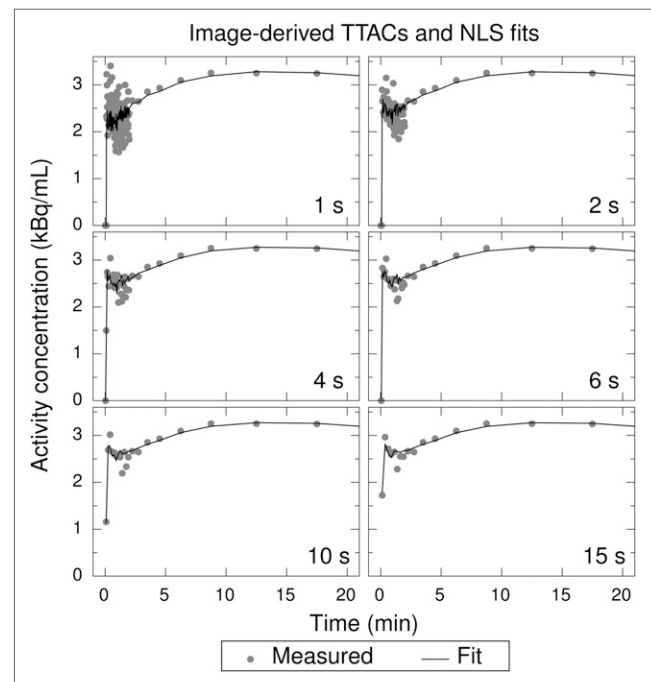 Image-derived TTACs and NLS fits
Activity concentration (kBq/mL)
3
2
1
0
1 s
2 s
3
2
1
0
4 s
6 s
3
2
1
0
10 s
15 s
0 5 10 15 20 0 5 10 15 20
Time (min)
Measured Fit